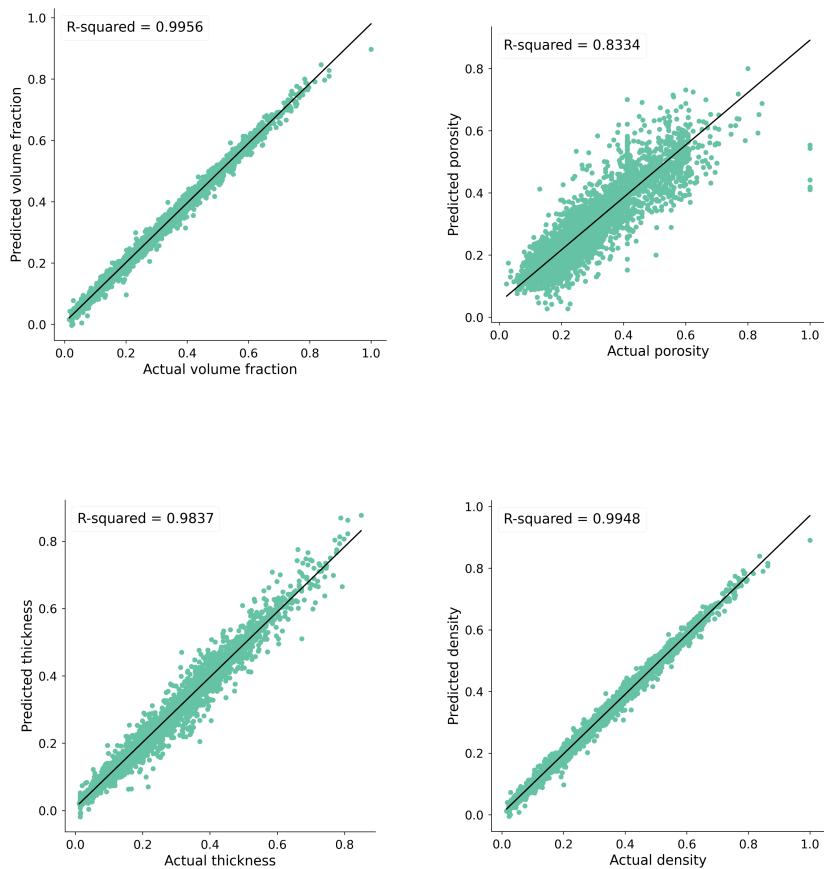 R-squared = 0.9956
Predicted volume fraction
1.0
0.8
0.6
0.4
0.2
0.0
0.0 0.2 0.4 0.6 0.8 1.0
Actual volume fraction
R-squared = 0.8334
Predicted porosity
0.8
0.6
0.4
0.2
0.0
0.0 0.2 0.4 0.6 0.8 1.0
Actual porosity
R-squared = 0.9837
Predicted thickness
0.8
0.6
0.4
0.2
0.0
0.0 0.2 0.4 0.6 0.8
Actual thickness
R-squared = 0.9948
Predicted density
1.0
0.8
0.6
0.4
0.2
0.0
0.0 0.2 0.4 0.6 0.8 1.0
Actual density